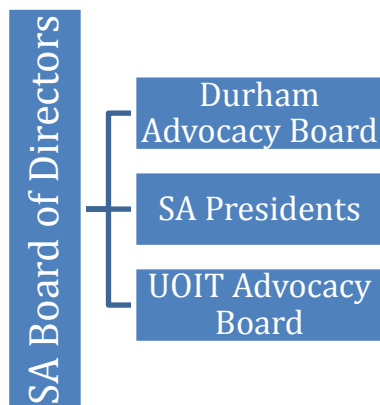 SA Board of Directors
Durham
Advocacy Board
SA Presidents
UOIT Advocacy
Board